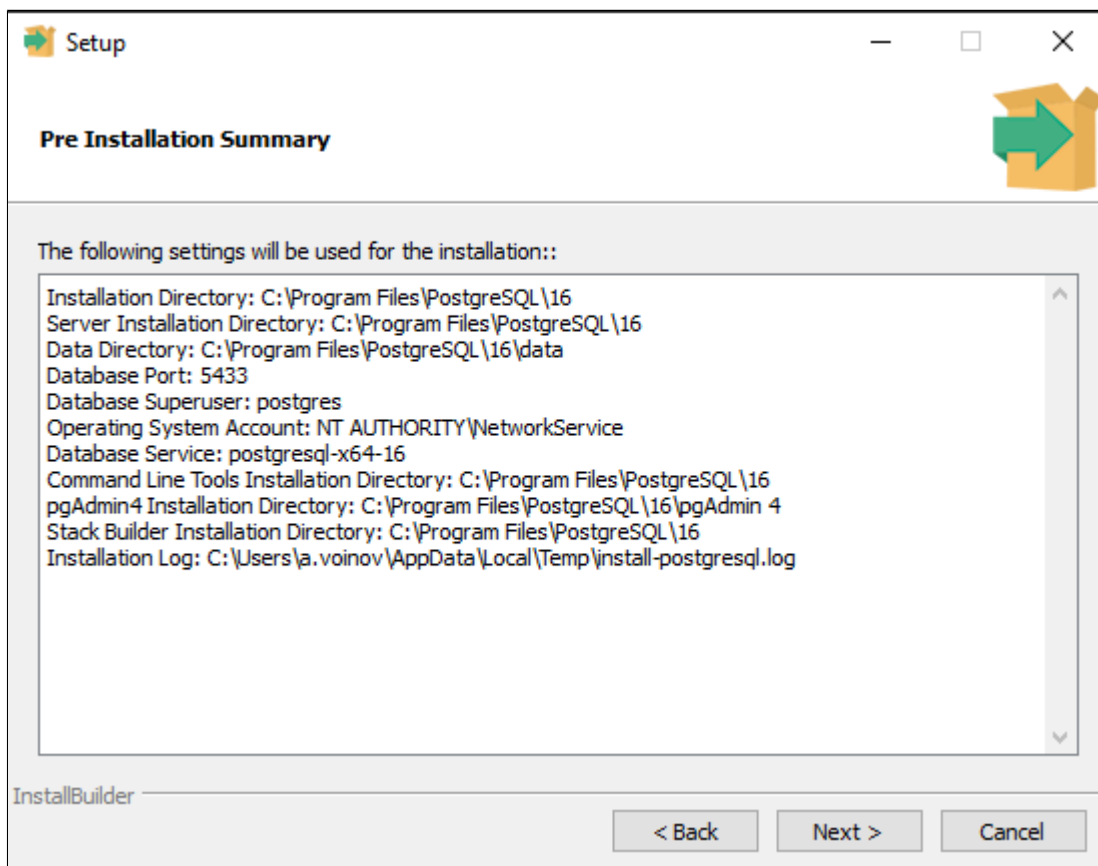 Setup
Pre Installation Summary
The following settings will be used for the installation::
Installation Directory: C:\Program Files\PostgreSQL\16
Server Installation Directory: C:\Program Files\PostgreSQL\16
Data Directory: C:\Program Files\PostgreSQL\16\data
Database Port: 5433
Database Superuser: postgres
Operating System Account: NT AUTHORITY\NetworkService
Database Service: postgresql-x64-16
Command Line Tools Installation Directory: C:\Program Files\PostgreSQL\16
pgAdmin4 Installation Directory: C:\Program Files\PostgreSQL\16\pgAdmin 4
Stack Builder Installation Directory: C:\Program Files\PostgreSQL\16
Installation Log: C:\Users\a.voinov\AppData\Local\Temp\install-postgresql.log
InstallBuilder
< Back Next > Cancel